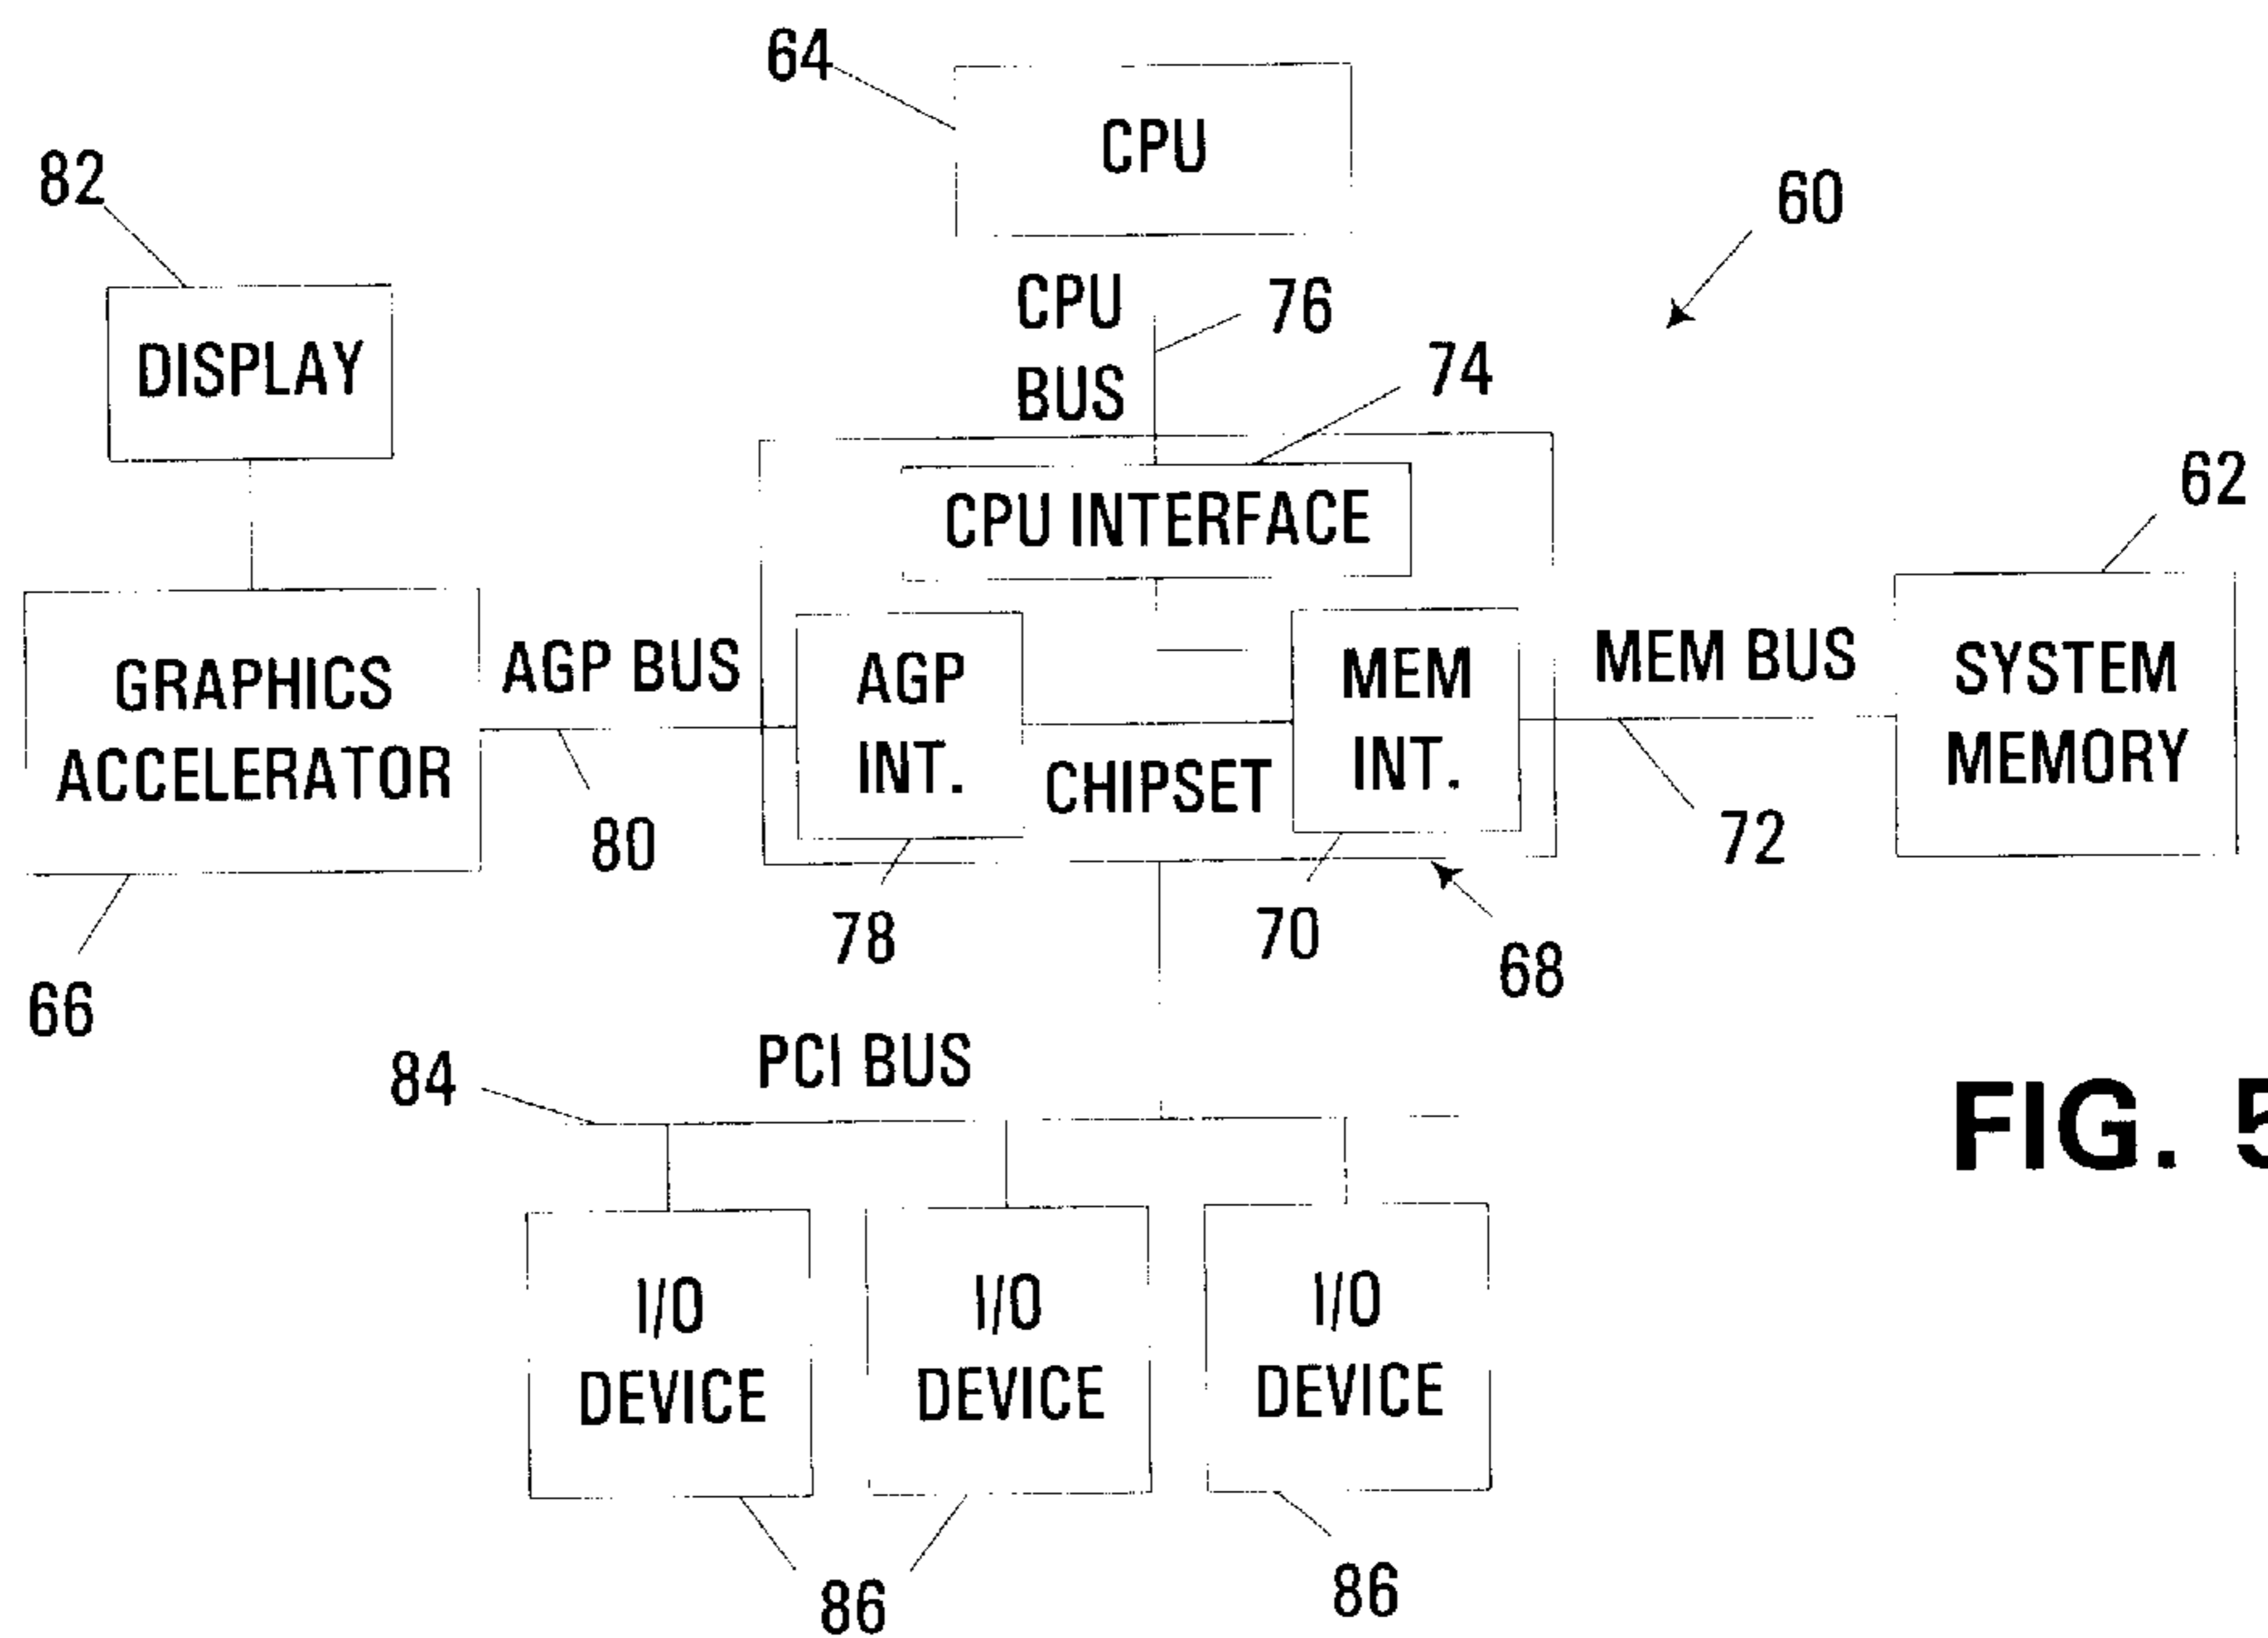 64
CPU
82
60
CPU
BUS
76
74
DISPLAY
62
CPU INTERFACE
GRAPHICS
ACCELERATOR
AGP BUS
AGP
INT.
CHIPSET
MEM
INT.
MEM BUS
SYSTEM
MEMORY
80
72
78
70
68
66
PCI BUS
84
FIG. 5
I/O
DEVICE
I/O
DEVICE
I/O
DEVICE
86
86